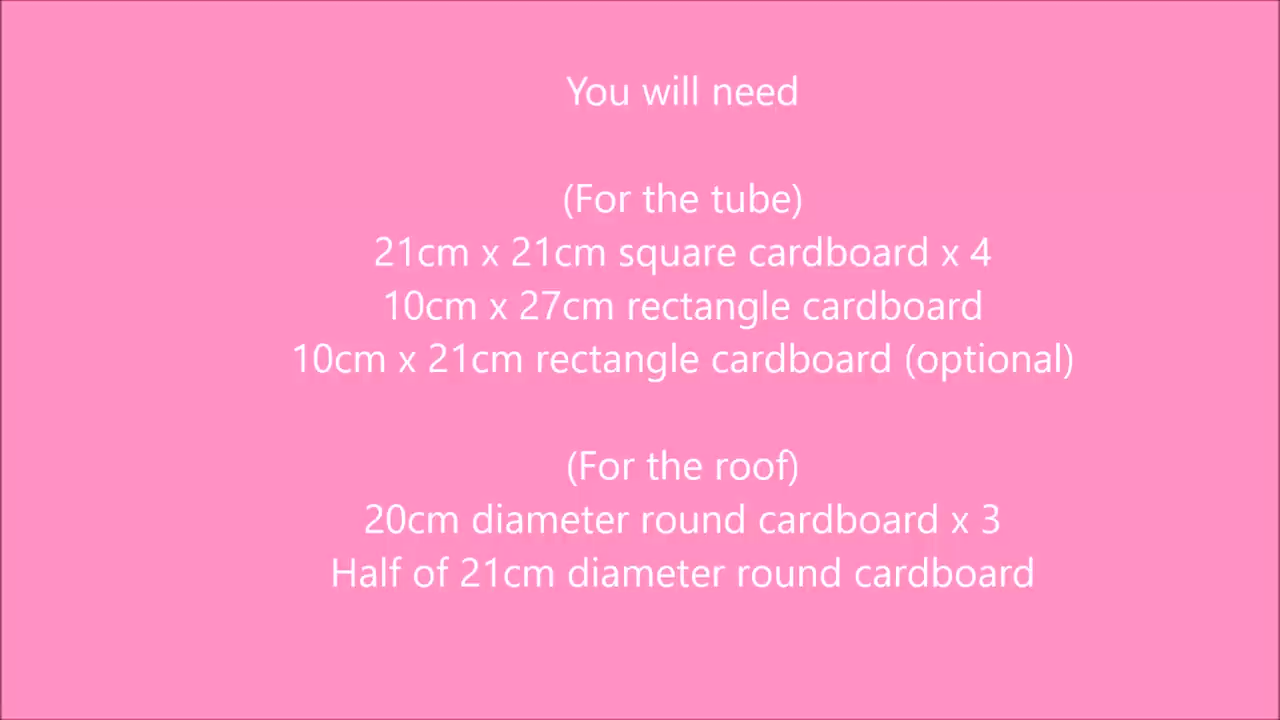 You will need
(For the tube)
21cm x 21cm square cardboard x 4
10cm x 27cm rectangle cardboard
10cm x 21cm rectangle cardboard (optional)
(For the roof)
20cm diameter round cardboard x 3
Half of 21cm diameter round cardboard